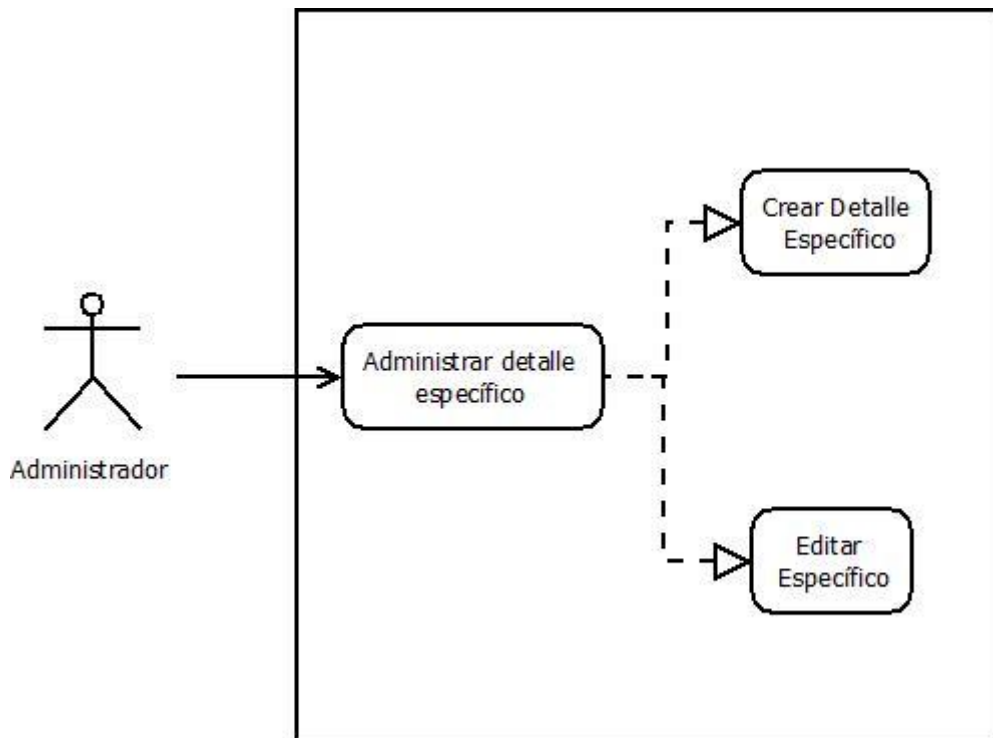 Crear Detalle
Específico
Administrar detalle
específico
Administrador
Editar
Específico